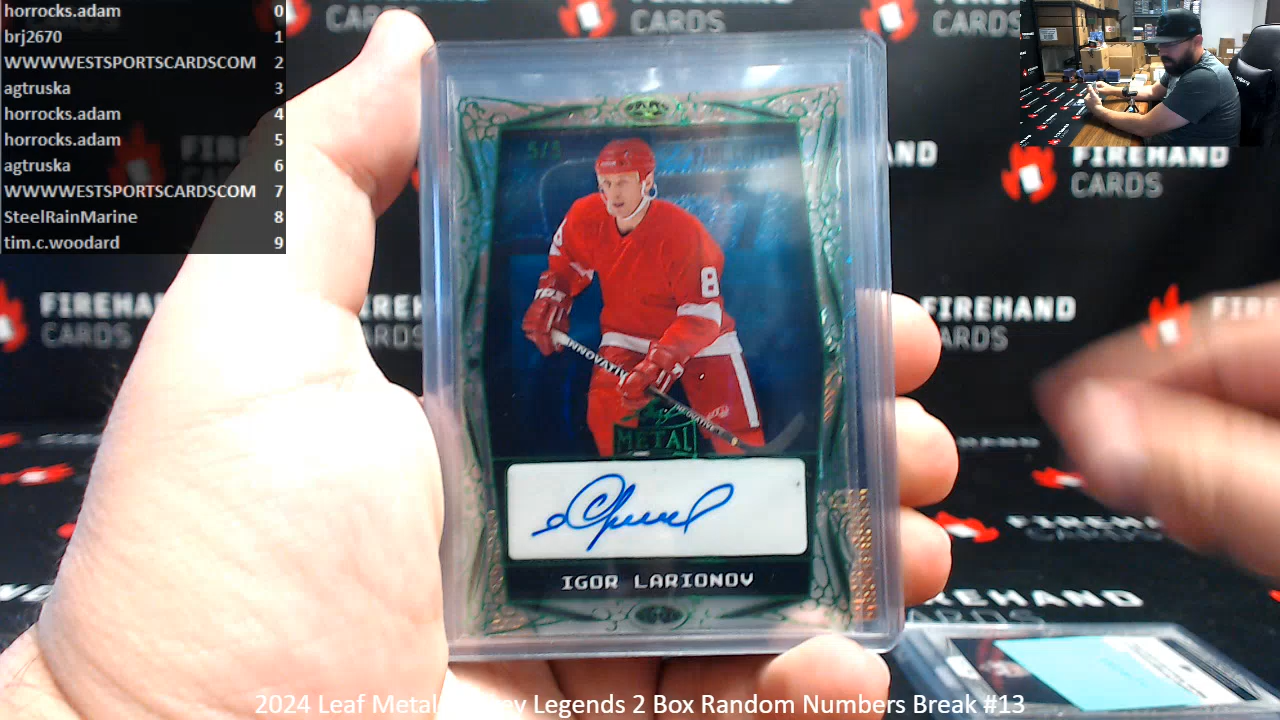 horrocks.adam 0
brj2670 1
WWWWESTSPORTSCARDSCOM 2
agtruska 3
horrocks.adam 4
horrocks.adam 5
agtruska 6
WWWWESTSPORTSCARDSCOM 7
SteelRainMarine 8
tim.c.woodard 9
CARDS
CARDS
FIREHAND
CARDS
FIREHAND
CARDS
FIREHAND
CARDS
5/5
8
INNOVATIV
METAL
IGOR LARIONOV
2024 Leaf Metal Legends 2 Box Random Numbers Break #13